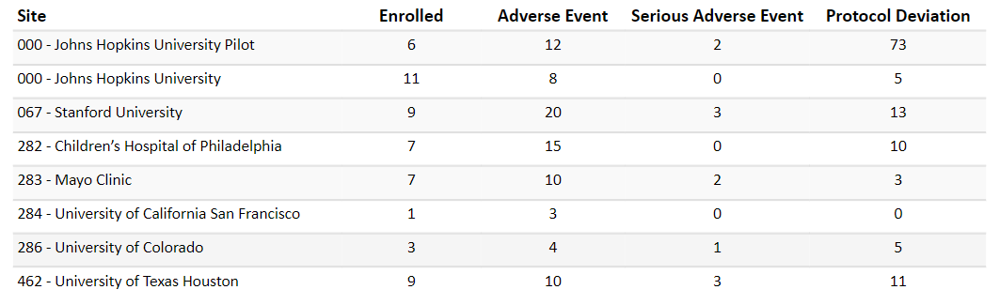 Site Enrolled Adverse Event Serious Adverse Event Protocol Deviation
000 - Johns Hopkins University Pilot 6 12 2 73
000 - Johns Hopkins University 11 8 0 5
067 - Stanford University 9 20 3 13
282 - Children’s Hospital of Philadelphia 7 15 0 10
283 - Mayo Clinic 7 10 2 3
284 - University of California San Francisco 1 3 0 0
286 - University of Colorado 3 4 1 5
462 - University of Texas Houston 9 10 3 11